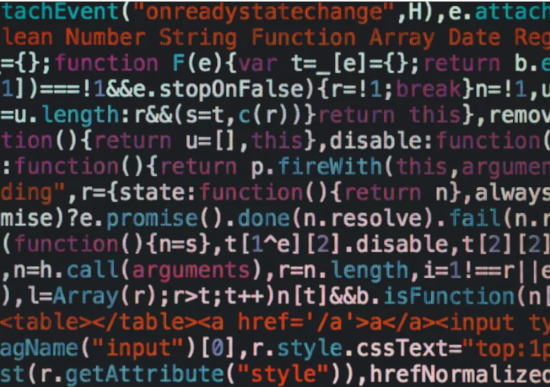 tachEvent("onreadystatechange",H),e.attach
lean Number String Function Array Date Reg
={};function F(e){var t=_[e]={};return b.e
1])===!1&&e.stopOnFalse){r=!1;break}n=!1,u
=u.length:r&&(s=t,c(r))}return this},remov
tion(){return u=[],this},disable:function(
:function(){return p.fireWith(this,argumen
ding",r={state:function(){return n},always
mise)?e.promise().done(n.resolve).fail(n.r
(function(){n=s},t[1^e][2].disable,t[2][2]
,n=h.call(arguments),r=n.length,i=1!==r||e
),l=Array(r);r>t;t++)n[t]&&b.isFunction(n[
<table></table><a href='/a'>a</a><input ty
agName("input")[0],r.style.cssText="top:1p
st(r.getAttribute("style")),hrefNormalized